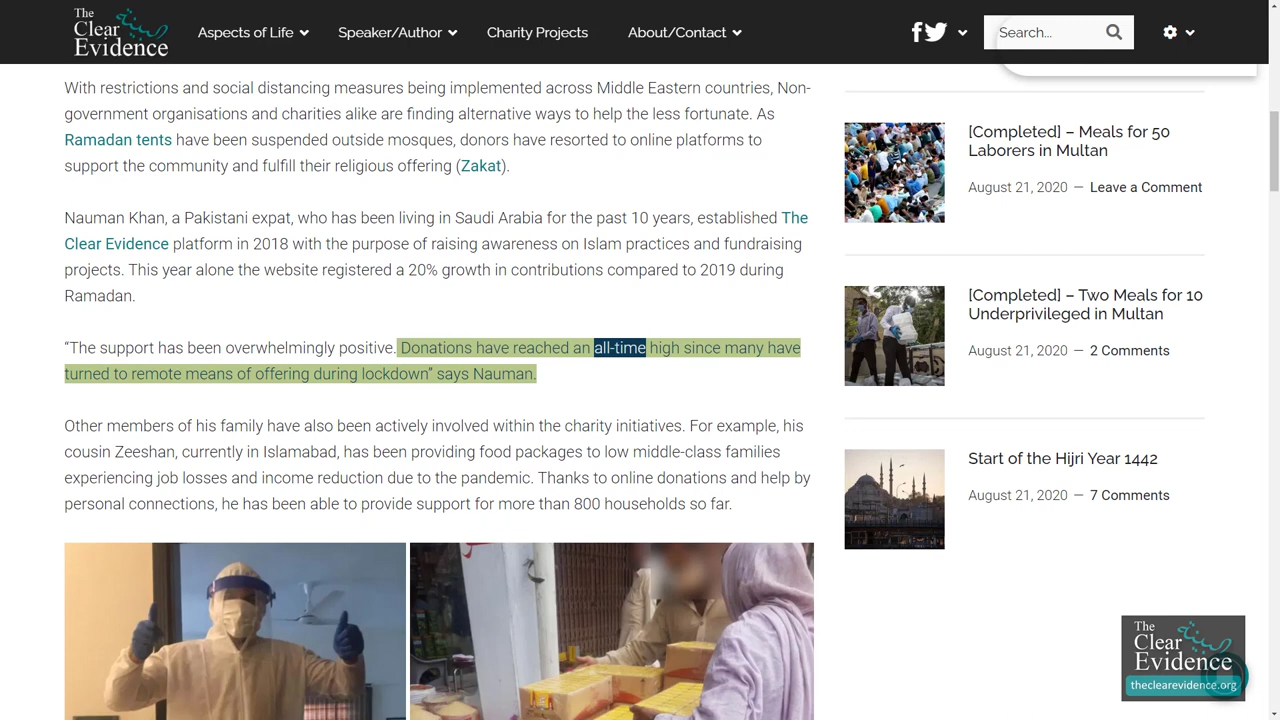 The Clear Evidence
Aspects of Life
Speaker/Author
Charity Projects
About/Contact
Search...
With restrictions and social distancing measures being implemented across Middle Eastern countries, Non-
government organisations and charities alike are finding alternative ways to help the less fortunate. As
Ramadan tents have been suspended outside mosques, donors have resorted to online platforms to
support the community and fulfill their religious offering (Zakat).
Nauman Khan, a Pakistani expat, who has been living in Saudi Arabia for the past 10 years, established The
Clear Evidence platform in 2018 with the purpose of raising awareness on Islam practices and fundraising
projects. This year alone the website registered a 20% growth in contributions compared to 2019 during
Ramadan.
“The support has been overwhelmingly positive. Donations have reached an all-time high since many have
turned to remote means of offering during lockdown” says Nauman.
Other members of his family have also been actively involved within the charity initiatives. For example, his
cousin Zeeshan, currently in Islamabad, has been providing food packages to low middle-class families
experiencing job losses and income reduction due to the pandemic. Thanks to online donations and help by
personal connections, he has been able to provide support for more than 800 households so far.
[Completed] – Meals for 50
Laborers in Multan
August 21, 2020 — Leave a Comment
[Completed] – Two Meals for 10
Underprivileged in Multan
August 21, 2020 — 2 Comments
Start of the Hijri Year 1442
August 21, 2020 — 7 Comments
The
Clear
Evidence
theclearevidence.org